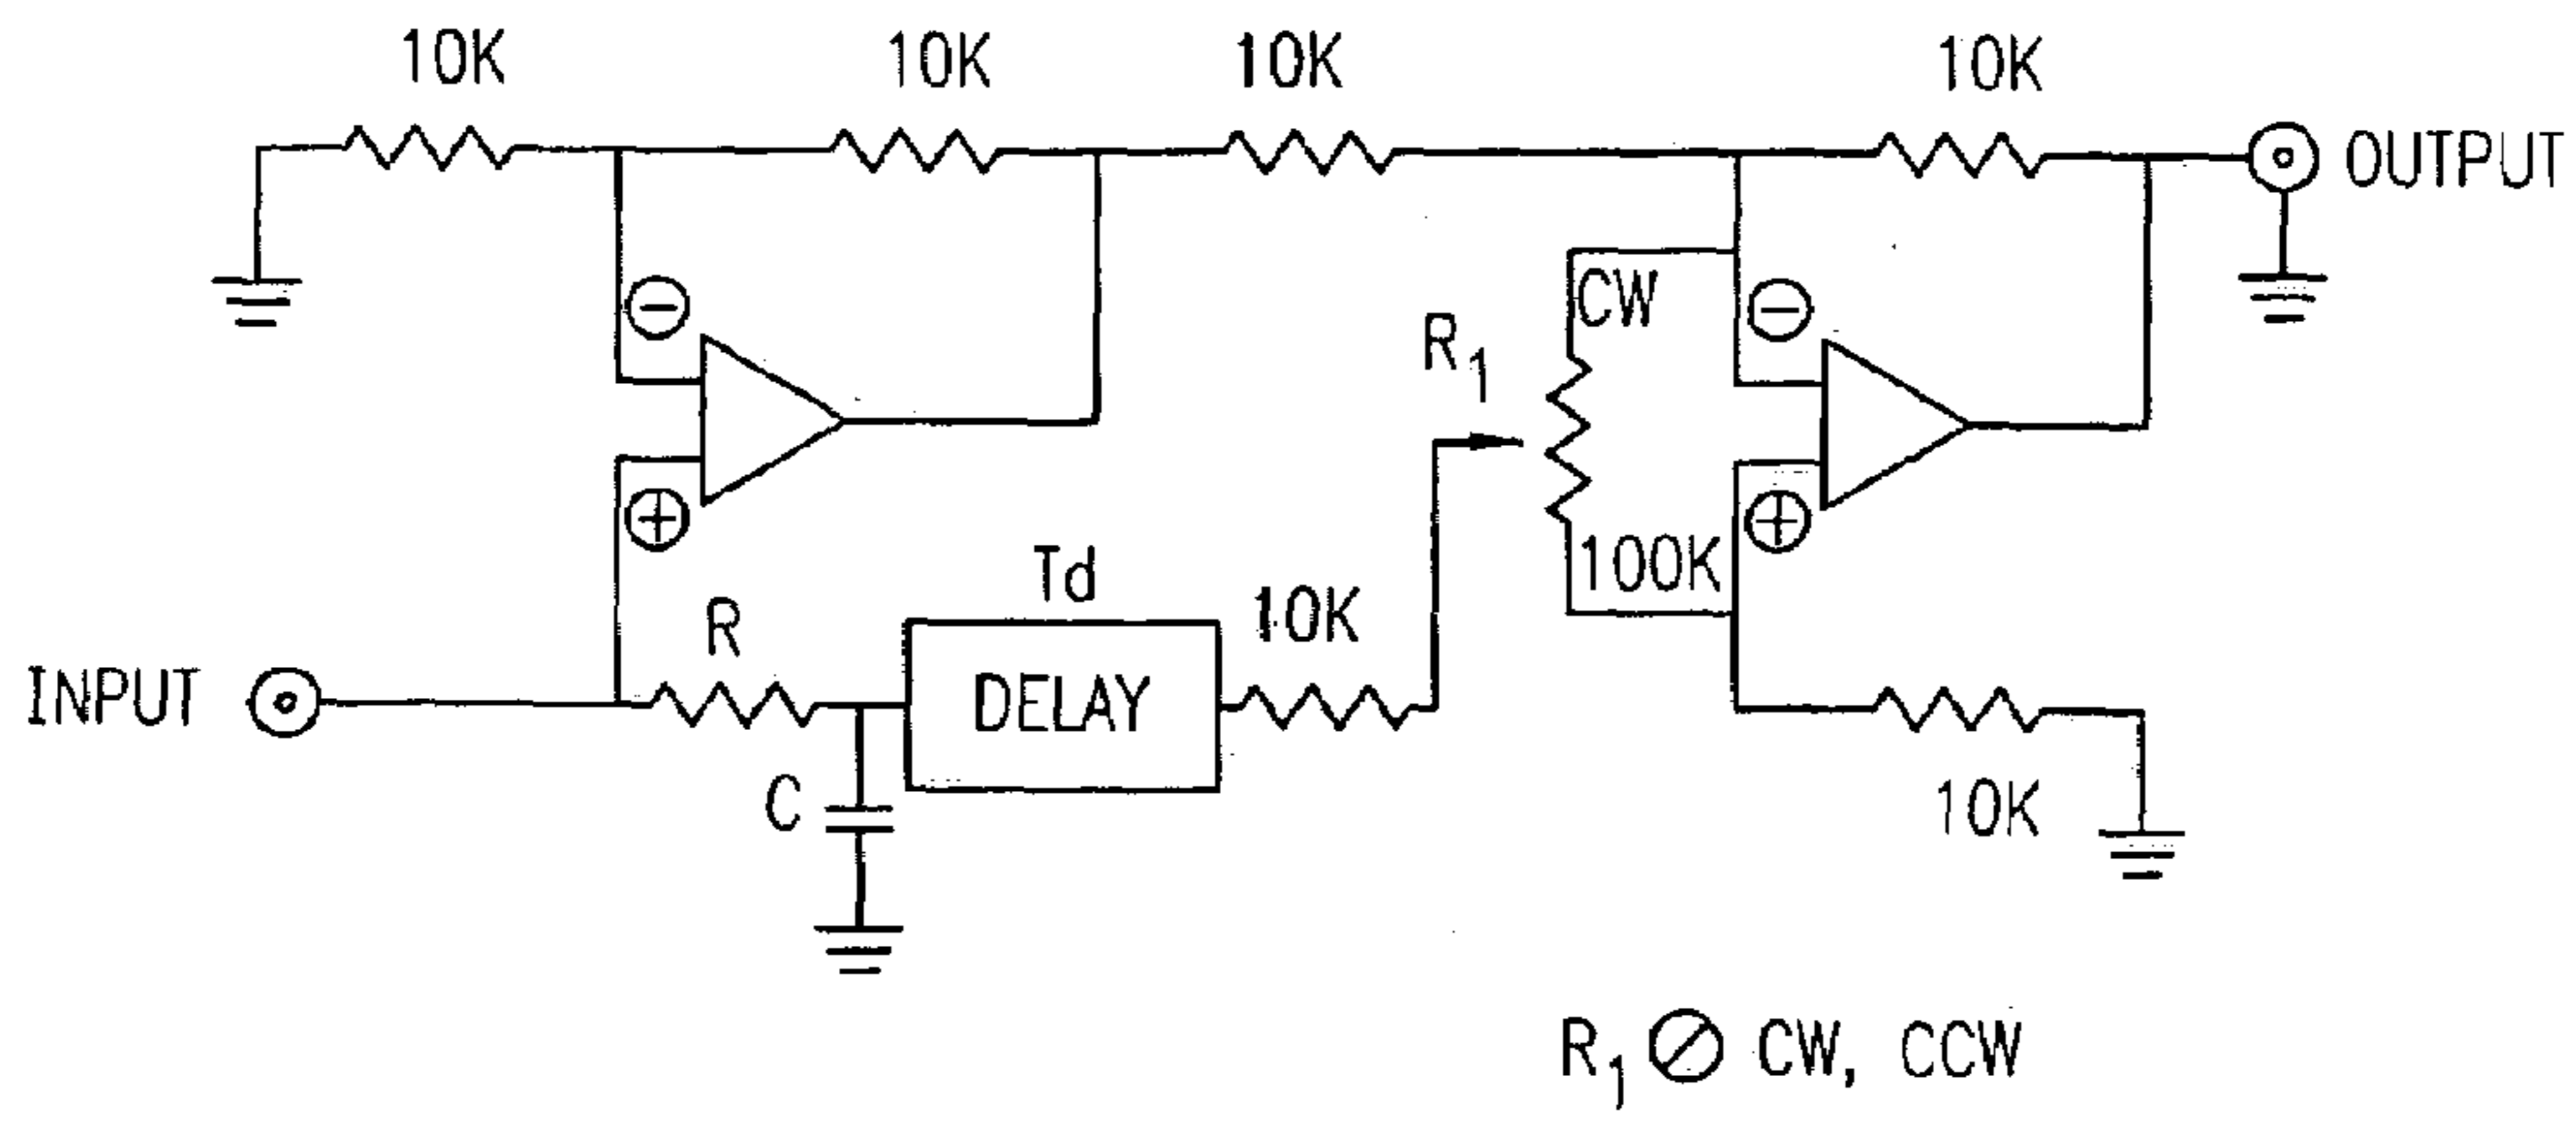 10K
10K
10K
10K
OUTPUT
−
CW
−
R1
+
+
100K
Td
R
10K
INPUT
DELAY
C
10K
R1 CW, CCW